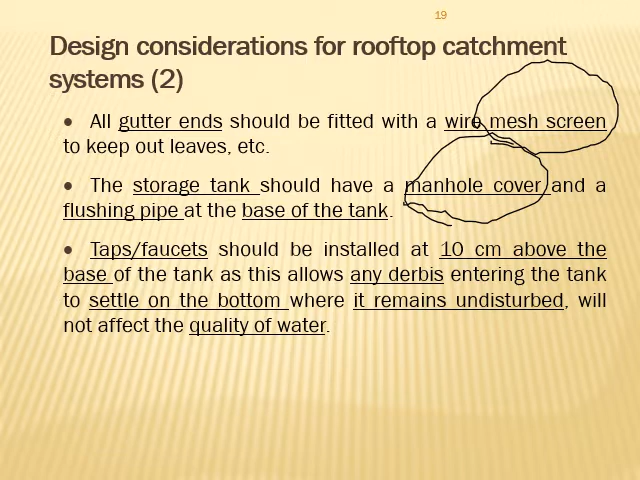 19
Design considerations for rooftop catchment
systems (2)
• All gutter ends should be fitted with a wire mesh screen
to keep out leaves, etc.
• The storage tank should have a manhole cover and a
flushing pipe at the base of the tank.
• Taps/faucets should be installed at 10 cm above the
base of the tank as this allows any derbis entering the tank
to settle on the bottom where it remains undisturbed, will
not affect the quality of water.